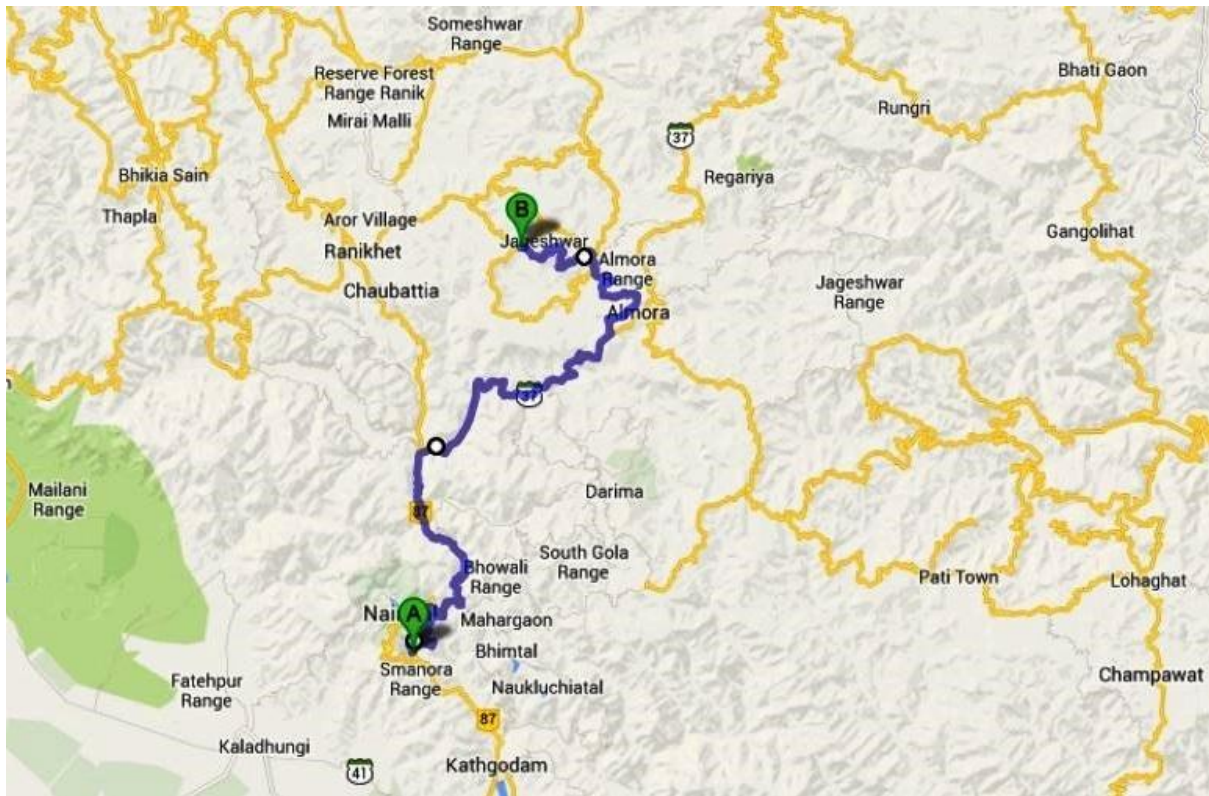 Someshwar
Range
Reserve Forest
Range Ranik
Mirai Malli
Bhati Gaon
Rungri
37
Regariya
Bhikia Sain
Thapla
Aror Village
Ranikhet
B
Jageshwar
Almora
Range
Gangolihat
Chaubattia
Jageshwar
Range
Almora
37
Mailani
Range
Darima
87
South Gola
Range
Bhowali
Range
Pati Town
Lohaghat
A
Mahargaon
Bhimtal
Smanora
Range
Naukluchiatal
Fatehpur
Range
Champawat
87
Kaladhungi
41
Kathgodam